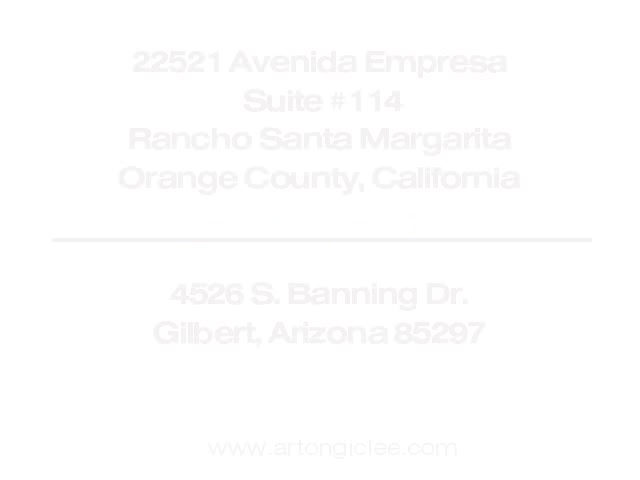 22521 Avenida Empresa
Suite #114
Rancho Santa Margarita
Orange County, California
4526 S. Banning Dr.
Gilbert, Arizona 85297
www.artongiclee.com